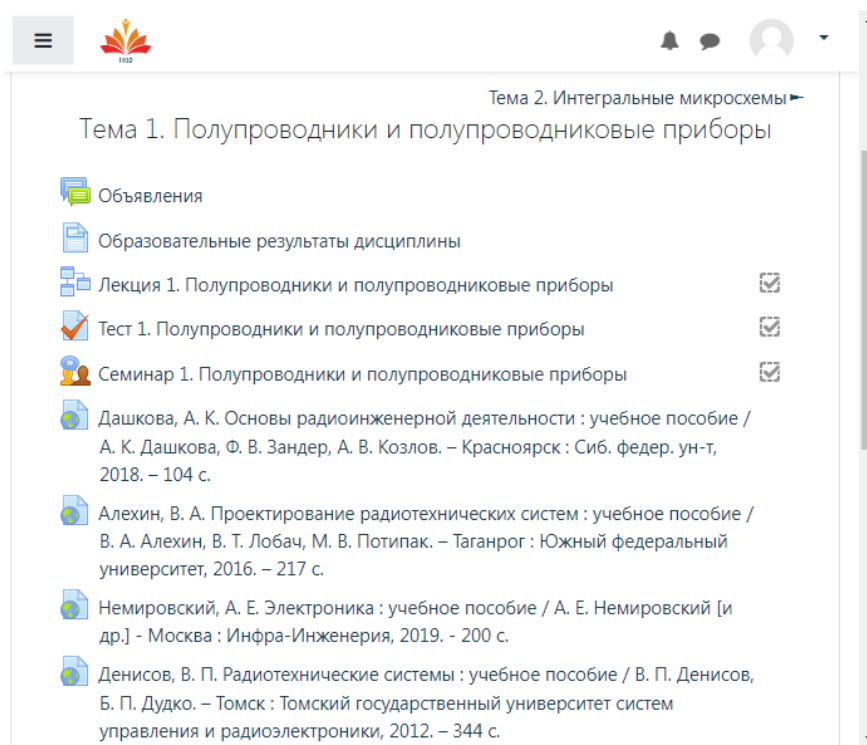 1932
Тема 2. Интегральные микросхемы►
Тема 1. Полупроводники и полупроводниковые приборы
Объявления
Образовательные результаты дисциплины
Лекция 1. Полупроводники и полупроводниковые приборы
Тест 1. Полупроводники и полупроводниковые приборы
Семинар 1. Полупроводники и полупроводниковые приборы
Дашкова, А. К. Основы радиоинженерной деятельности : учебное пособие /
А. К. Дашкова, Ф. В. Зандер, А. В. Козлов. – Красноярск : Сиб. федер. ун-т,
2018. – 104 с.
Алехин, В. А. Проектирование радиотехнических систем : учебное пособие /
В. А. Алехин, В. Т. Лобач, М. В. Потипак. – Таганрог : Южный федеральный
университет, 2016. – 217 с.
Немировский, А. Е. Электроника : учебное пособие / А. Е. Немировский [и
др.] - Москва : Инфра-Инженерия, 2019. - 200 с.
Денисов, В. П. Радиотехнические системы : учебное пособие / В. П. Денисов,
Б. П. Дудко. – Томск : Томский государственный университет систем
управления и радиоэлектроники, 2012. – 344 с.